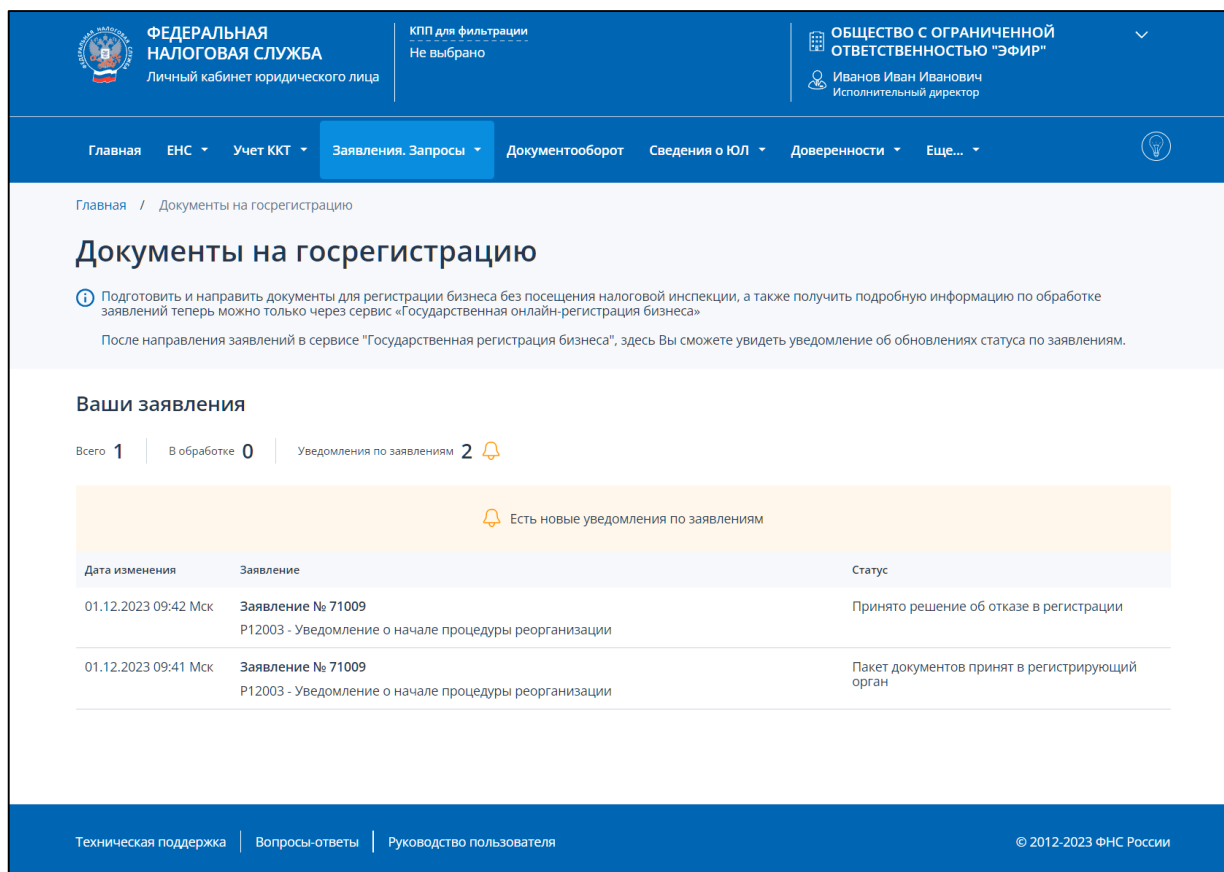 ФЕДЕРАЛЬНАЯ
НАЛОГОВАЯ СЛУЖБА
Личный кабинет юридического лица
КПП для фильтрации
Не выбрано
ОБЩЕСТВО С ОГРАНИЧЕННОЙ
ОТВЕТСТВЕННОСТЬЮ "ЭФИР"
Иванов Иван Иванович
Исполнительный директор
Главная ЕНС Учет ККТ Заявления. Запросы Документооборот Сведения о ЮЛ Доверенности Еще...
Главная / Документы на госрегистрацию
Документы на госрегистрацию
Подготовить и направить документы для регистрации бизнеса без посещения налоговой инспекции, а также получить подробную информацию по обработке
заявлений теперь можно только через сервис «Государственная онлайн-регистрация бизнеса»
После направления заявлений в сервисе "Государственная регистрация бизнеса", здесь Вы сможете увидеть уведомление об обновлениях статуса по заявлениям.
Ваши заявления
Всего 1 В обработке 0 Уведомления по заявлениям 2
Есть новые уведомления по заявлениям
Дата изменения Заявление Статус
01.12.2023 09:42 Мск Заявление № 71009 Принято решение об отказе в регистрации
Р12003 - Уведомление о начале процедуры реорганизации
01.12.2023 09:41 Мск Заявление № 71009 Пакет документов принят в регистрирующий
орган
Р12003 - Уведомление о начале процедуры реорганизации
Техническая поддержка Вопросы-ответы Руководство пользователя © 2012-2023 ФНС России